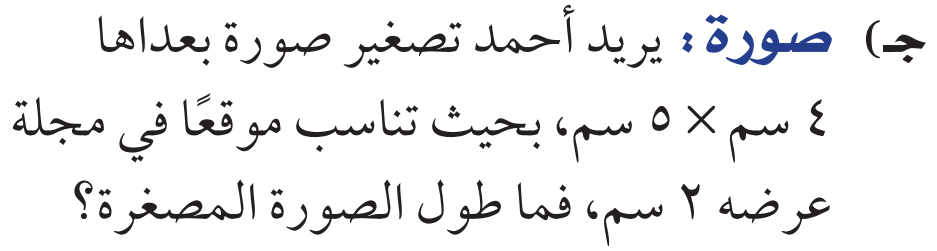 جـ) صورة: يريد أحمد تصغير صورة بعداها
٤ سم × ٥ سم، بحيث تناسب موقعًا في مجلة
عرضه ٢ سم، فما طول الصورة المصغرة؟